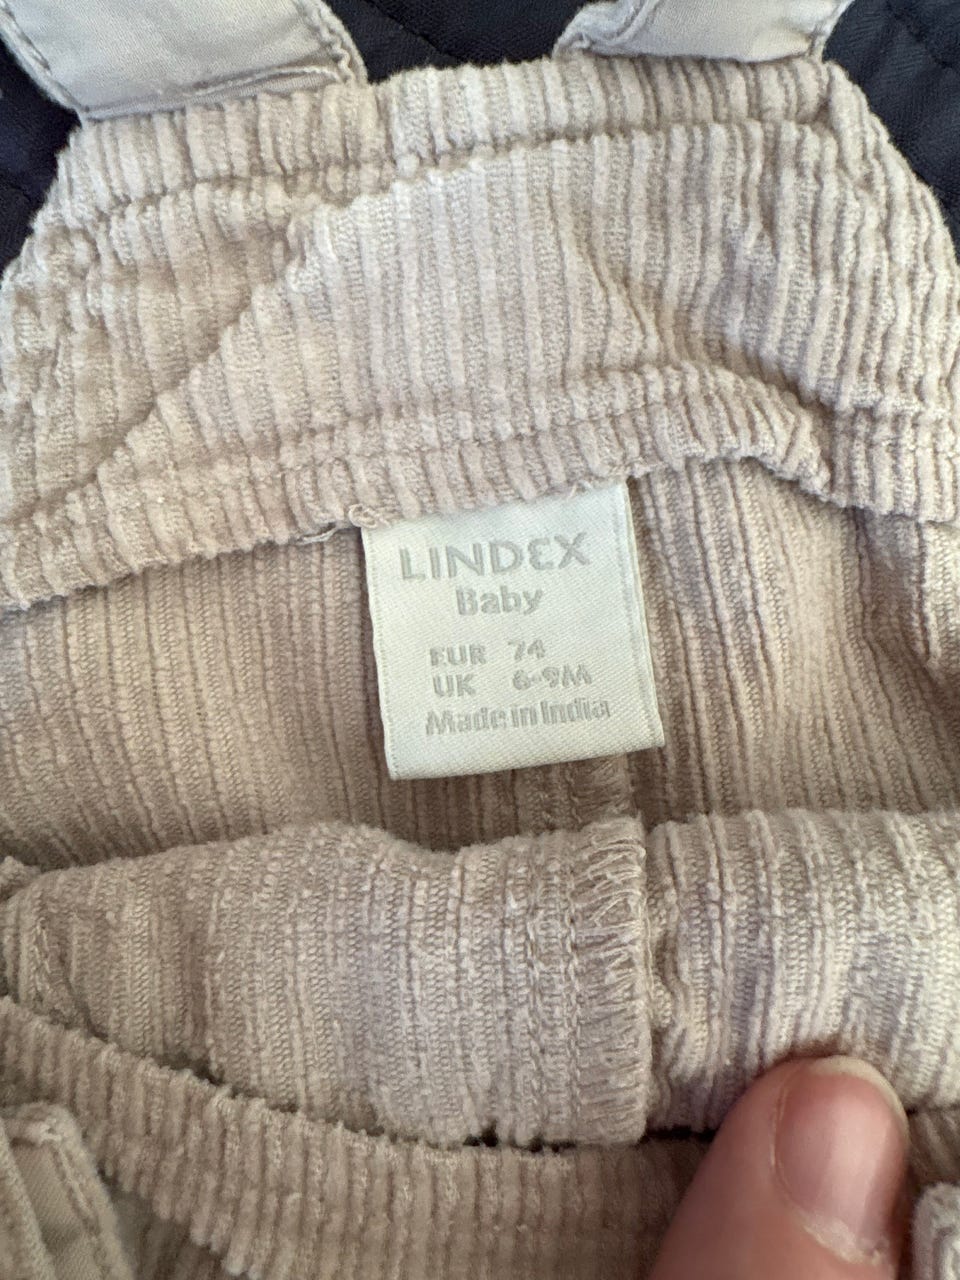 LINDEX
Baby
EUR 74
UK 6-9M
Made in India